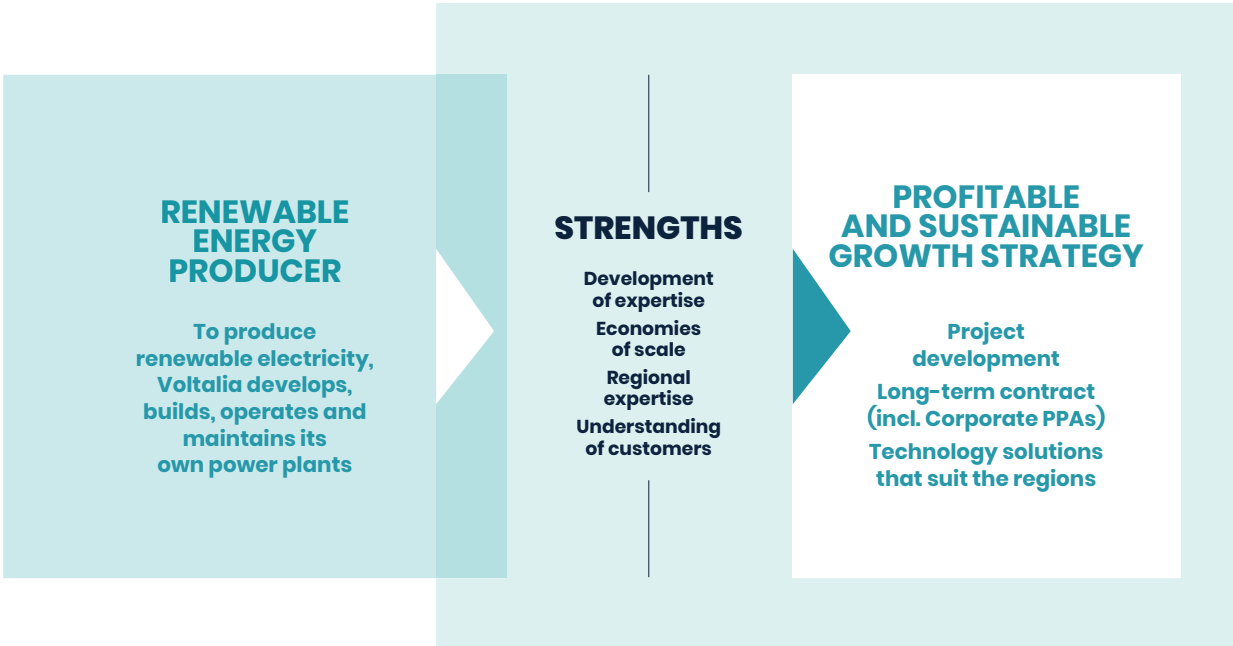 RENEWABLE
ENERGY
PRODUCER
To produce
renewable electricity,
Voltalia develops,
builds, operates and
maintains its
own power plants
STRENGTHS
Development
of expertise
Economies
of scale
Regional
expertise
Understanding
of customers
PROFITABLE
AND SUSTAINABLE
GROWTH STRATEGY
Project
development
Long-term contract
(incl. Corporate PPAs)
Technology solutions
that suit the regions